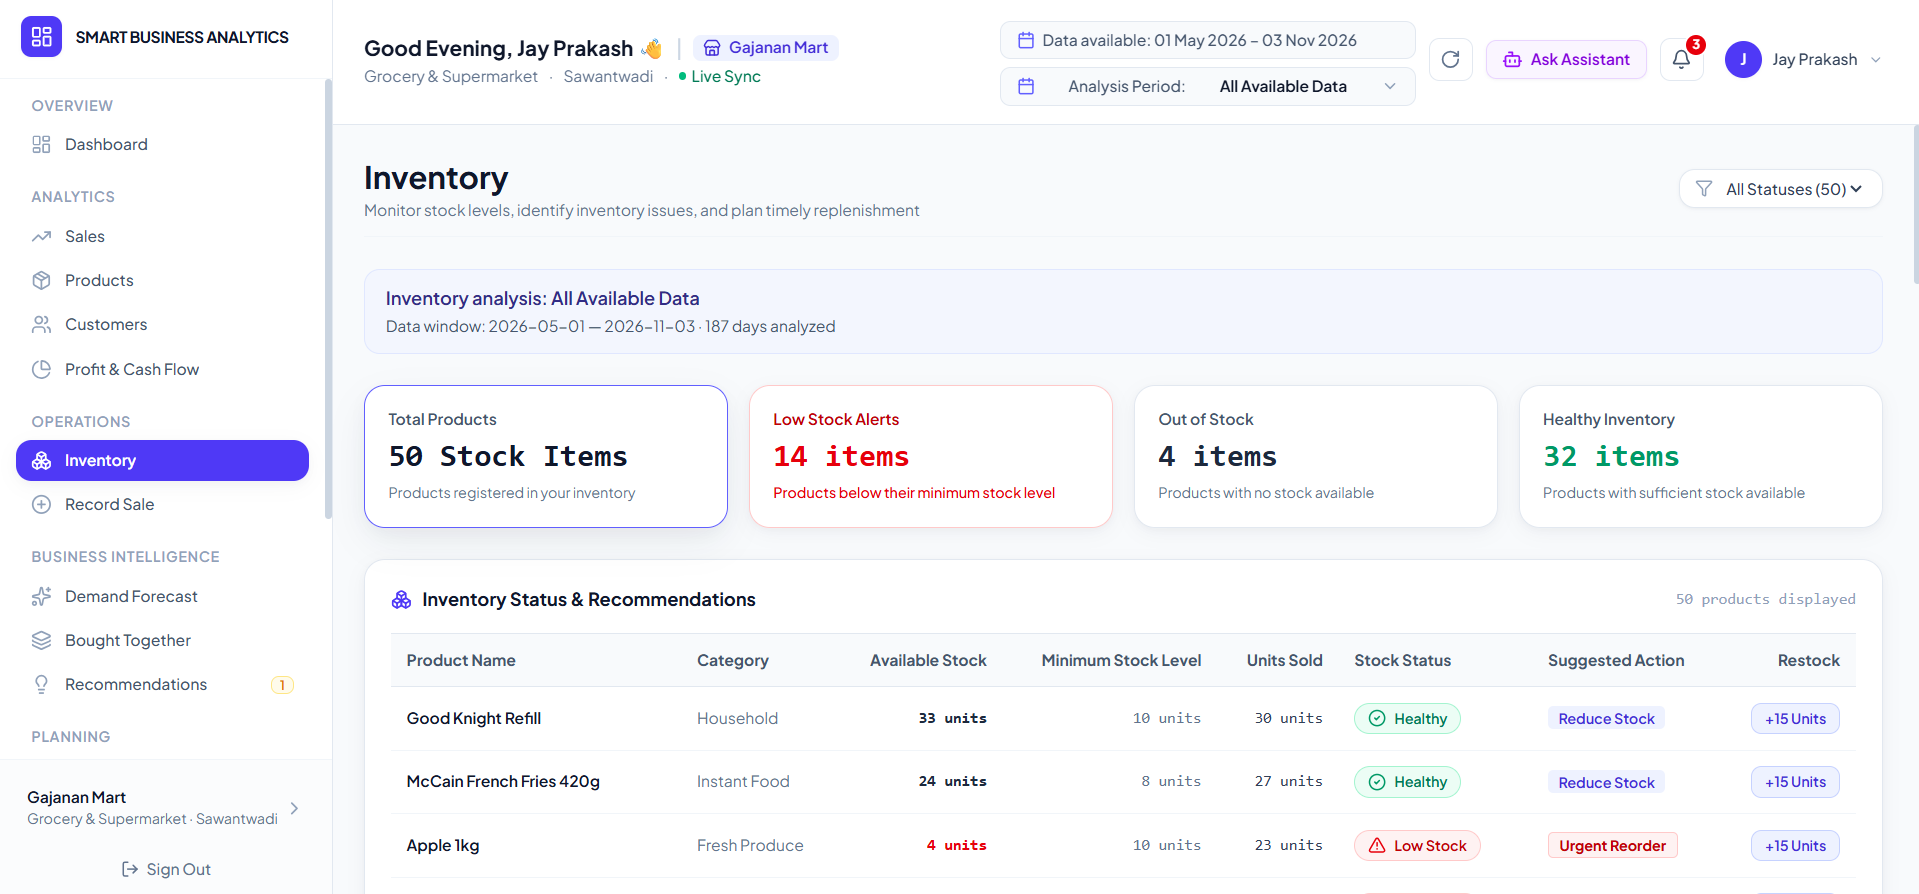 SMART BUSINESS ANALYTICS
OVERVIEW
Dashboard
ANALYTICS
Sales
Products
Customers
Profit & Cash Flow
OPERATIONS
Inventory
Record Sale
BUSINESS INTELLIGENCE
Demand Forecast
Bought Together
Recommendations 1
PLANNING
Gajanan Mart
Grocery & Supermarket · Sawantwadi
Sign Out
Good Evening, Jay Prakash 👋 | Gajanan Mart
Grocery & Supermarket · Sawantwadi · Live Sync
Data available: 01 May 2026 – 03 Nov 2026
Analysis Period: All Available Data
Ask Assistant
3
J Jay Prakash
Inventory
Monitor stock levels, identify inventory issues, and plan timely replenishment
All Statuses (50)
Inventory analysis: All Available Data
Data window: 2026-05-01 — 2026-11-03 · 187 days analyzed
Total Products
50 Stock Items
Products registered in your inventory
Low Stock Alerts
14 items
Products below their minimum stock level
Out of Stock
4 items
Products with no stock available
Healthy Inventory
32 items
Products with sufficient stock available
Inventory Status & Recommendations
50 products displayed
Product Name Category Available Stock Minimum Stock Level Units Sold Stock Status Suggested Action Restock
Good Knight Refill Household 33 units 10 units 30 units Healthy Reduce Stock +15 Units
McCain French Fries 420g Instant Food 24 units 8 units 27 units Healthy Reduce Stock +15 Units
Apple 1kg Fresh Produce 4 units 10 units 23 units Low Stock Urgent Reorder +15 Units